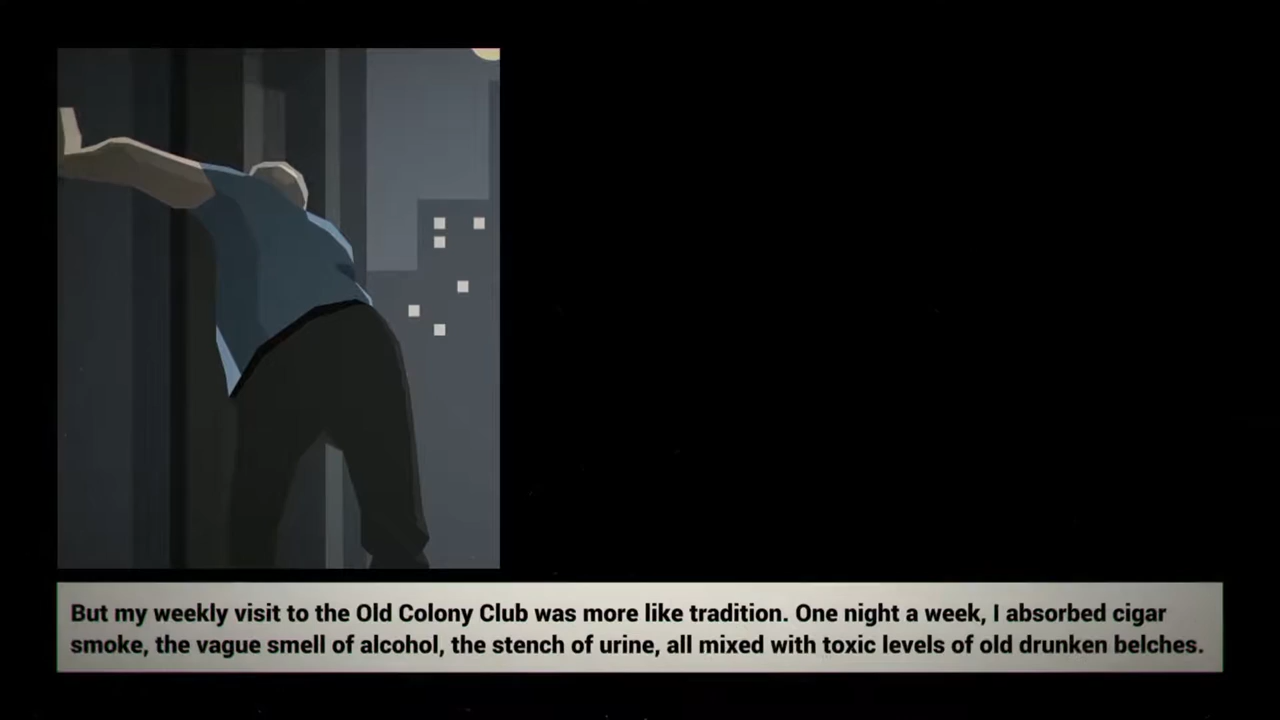 But my weekly visit to the Old Colony Club was more like tradition. One night a week, I absorbed cigar
smoke, the vague smell of alcohol, the stench of urine, all mixed with toxic levels of old drunken belches.